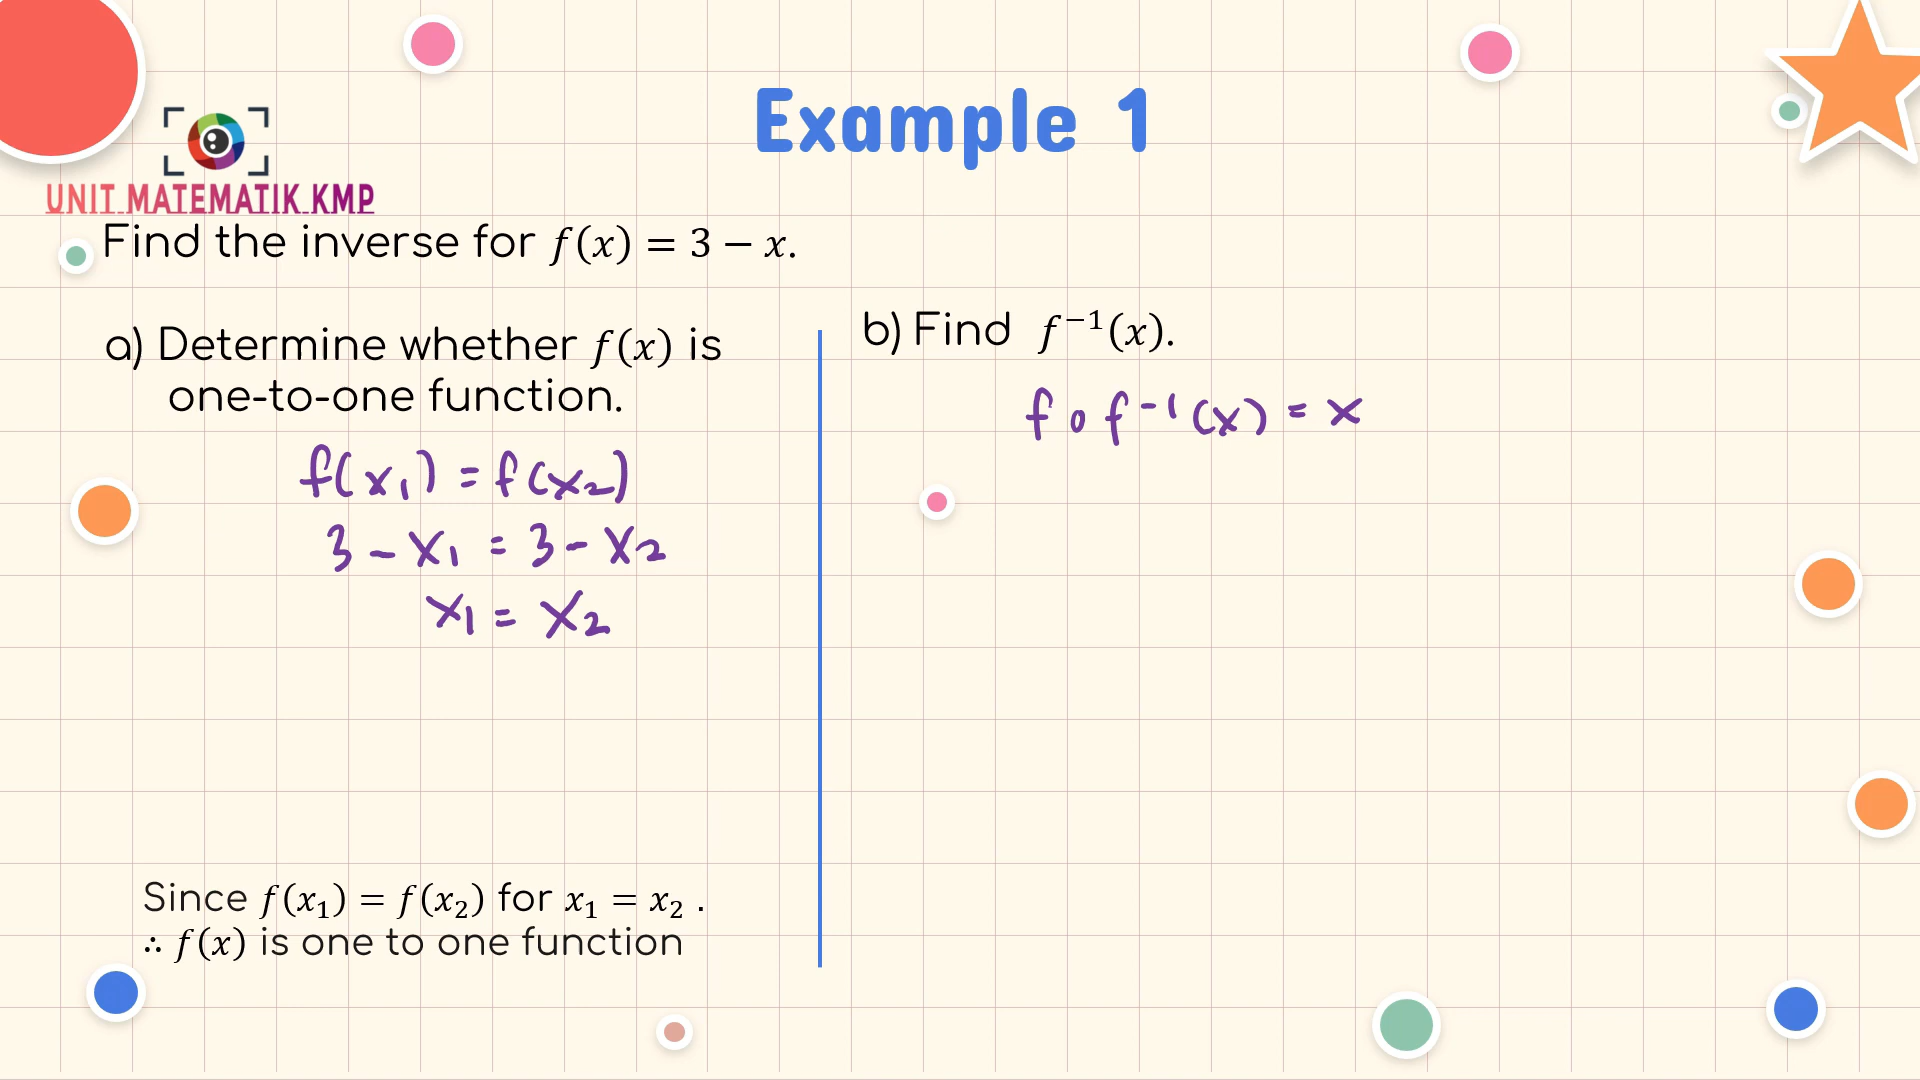 Example 1
UNIT MATEMATIK KMP
Find the inverse for f(x) = 3 − x.
a) Determine whether f(x) is
one-to-one function.
f(x₁) = f(x₂)
3 − x₁ = 3 − x₂
x₁ = x₂
Since f(x₁) = f(x₂) for x₁ = x₂ .
∴ f(x) is one to one function
b) Find f⁻¹(x).
f o f⁻¹(x) = x